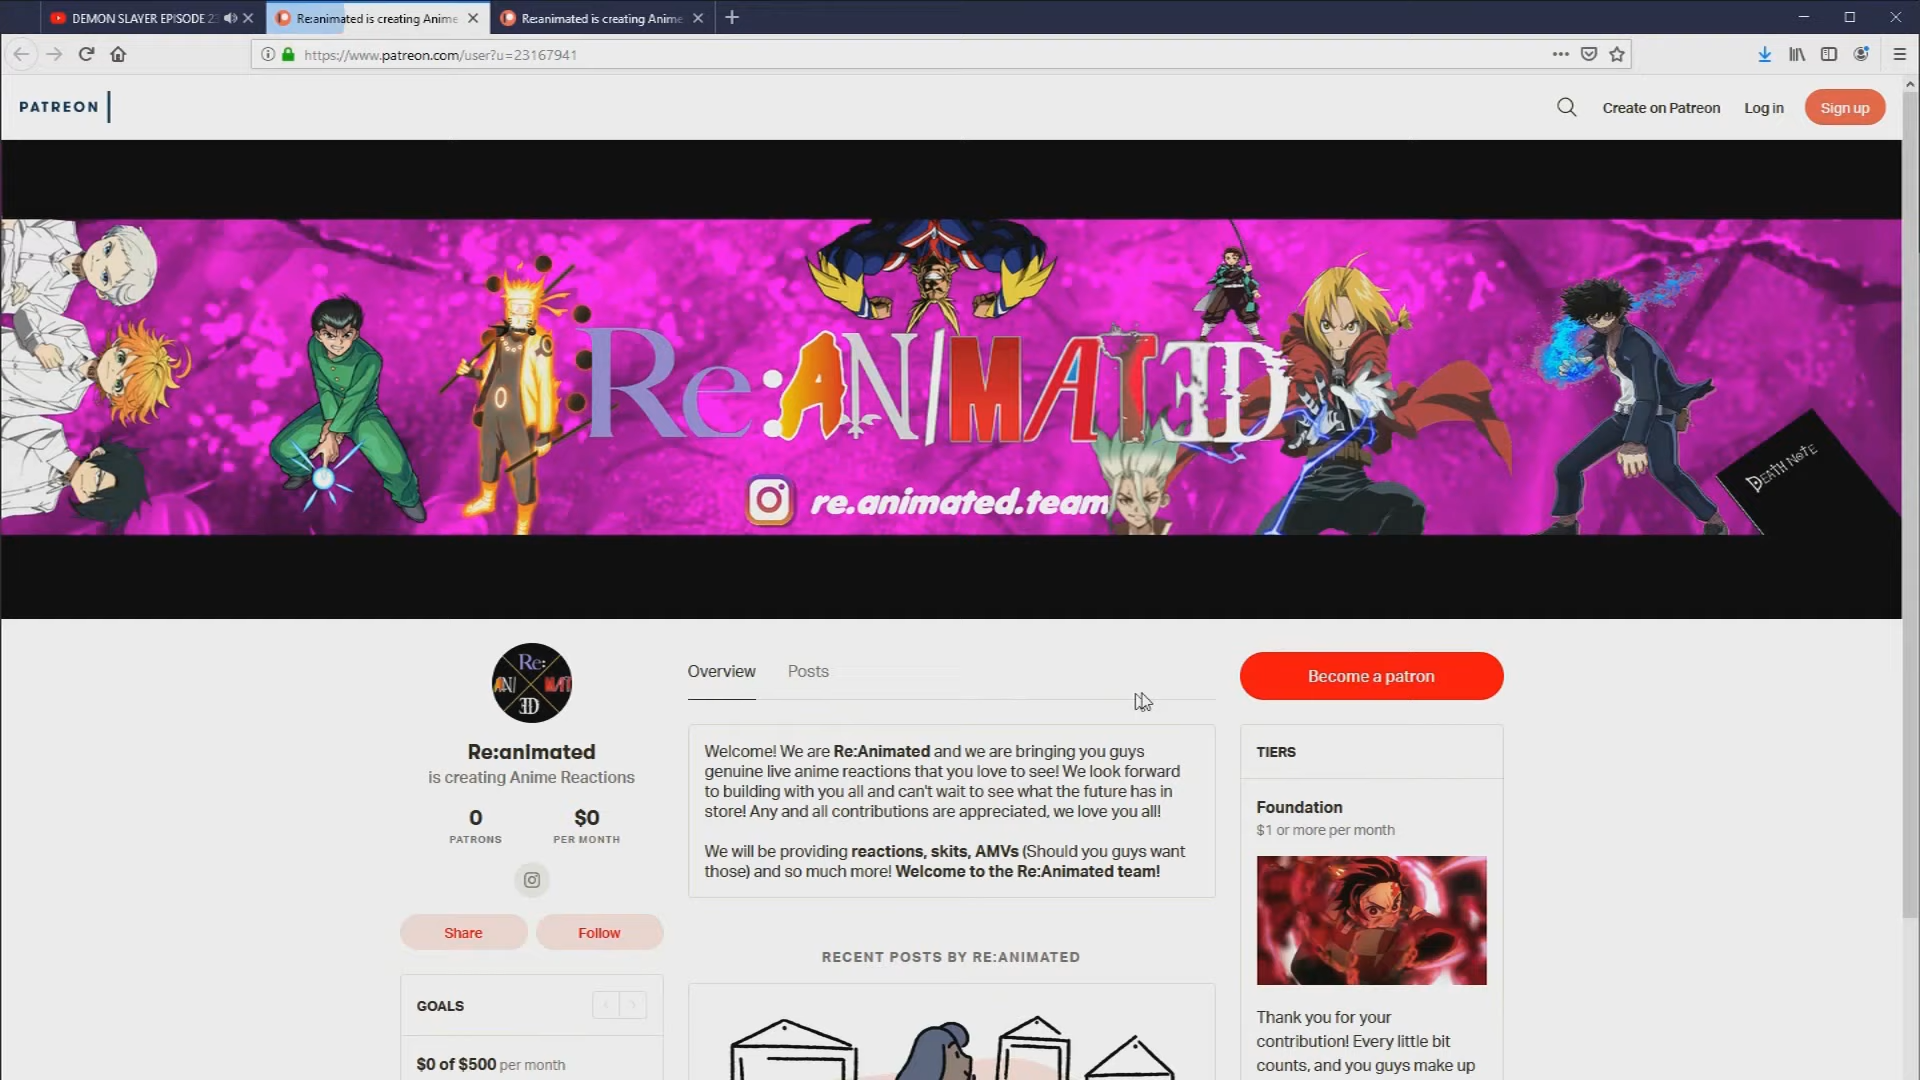 DEMON SLAYER EPISODE 23
Re:animated is creating Anime
Re:animated is creating Anime
https://www.patreon.com/user?u=23167941
PATREON
Create on Patreon
Log in
Sign up
Re:ANIMATED
DEATH NOTE
re.animated.team
Re:
ANI
MAT
ED
Overview
Posts
Become a patron
Re:animated
is creating Anime Reactions
0
PATRONS
$0
PER MONTH
Share
Follow
GOALS
$0 of $500 per month
Welcome! We are Re:Animated and we are bringing you guys
genuine live anime reactions that you love to see! We look forward
to building with you all and can't wait to see what the future has in
store! Any and all contributions are appreciated, we love you all!
We will be providing reactions, skits, AMVs (Should you guys want
those) and so much more! Welcome to the Re:Animated team!
RECENT POSTS BY RE:ANIMATED
TIERS
Foundation
$1 or more per month
Thank you for your
contribution! Every little bit
counts, and you guys make up